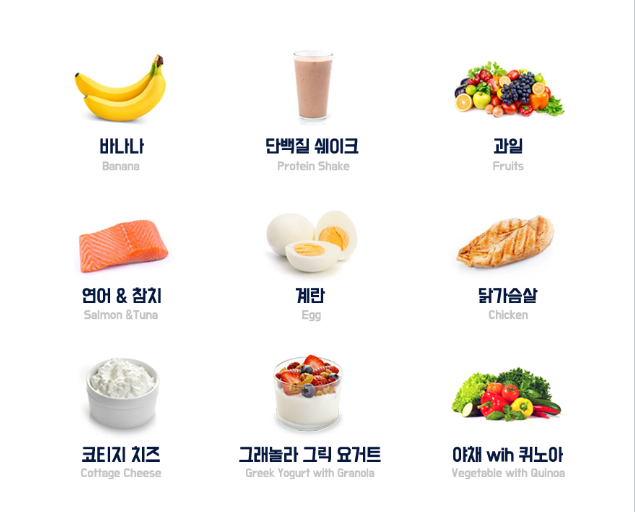 바나나
Banana
단백질 쉐이크
Protein Shake
과일
Fruits
연어 & 참치
Salmon &Tuna
계란
Egg
닭가슴살
Chicken
코티지 치즈
Cottage Cheese
그래놀라 그릭 요거트
Greek Yogurt with Granola
야채 wih 퀴노아
Vegetable with Quinoa